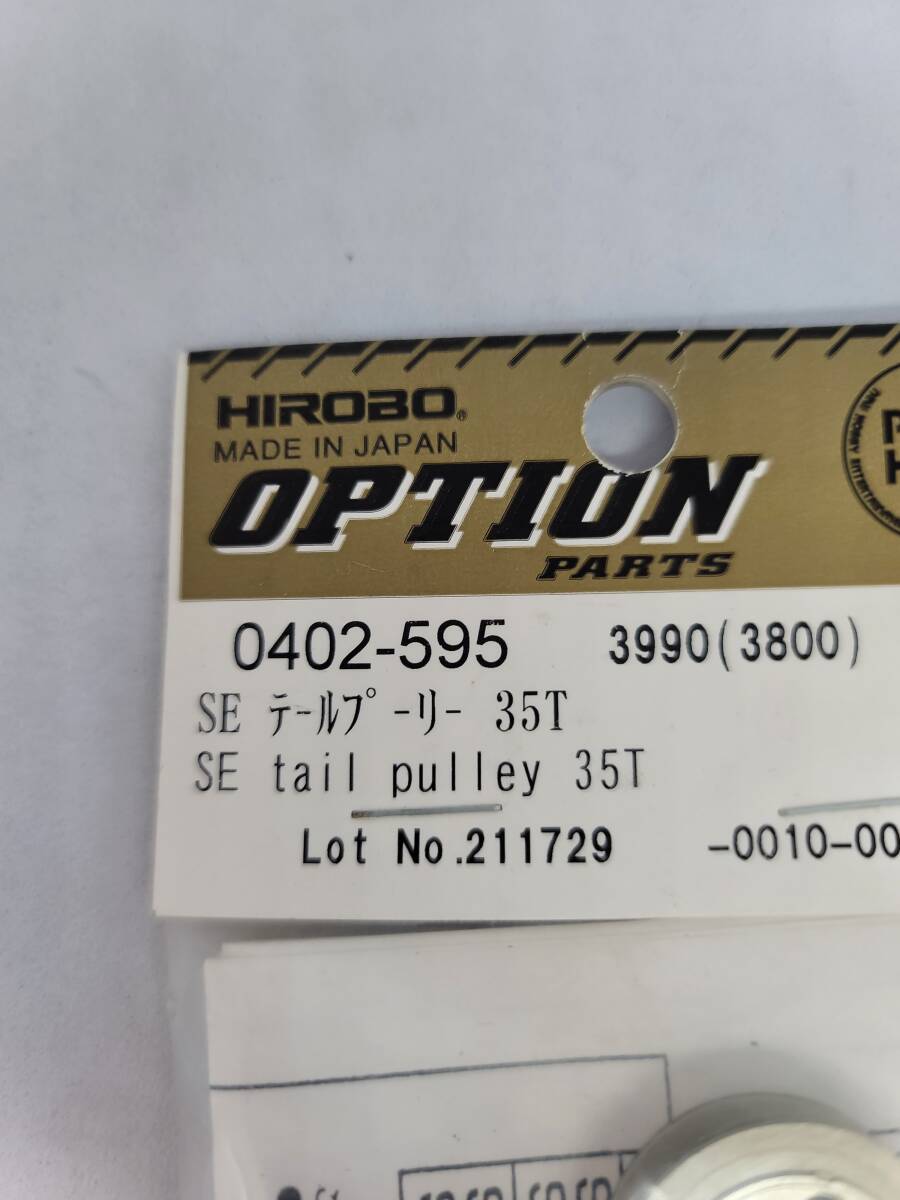 HIROBO®
MADE IN JAPAN
OPTION
PARTS
0402-595 3990(3800)
SE ﾃｰﾙﾌﾟｰﾘｰ 35T
SE tail pulley 35T
Lot No.211729 -0010-00